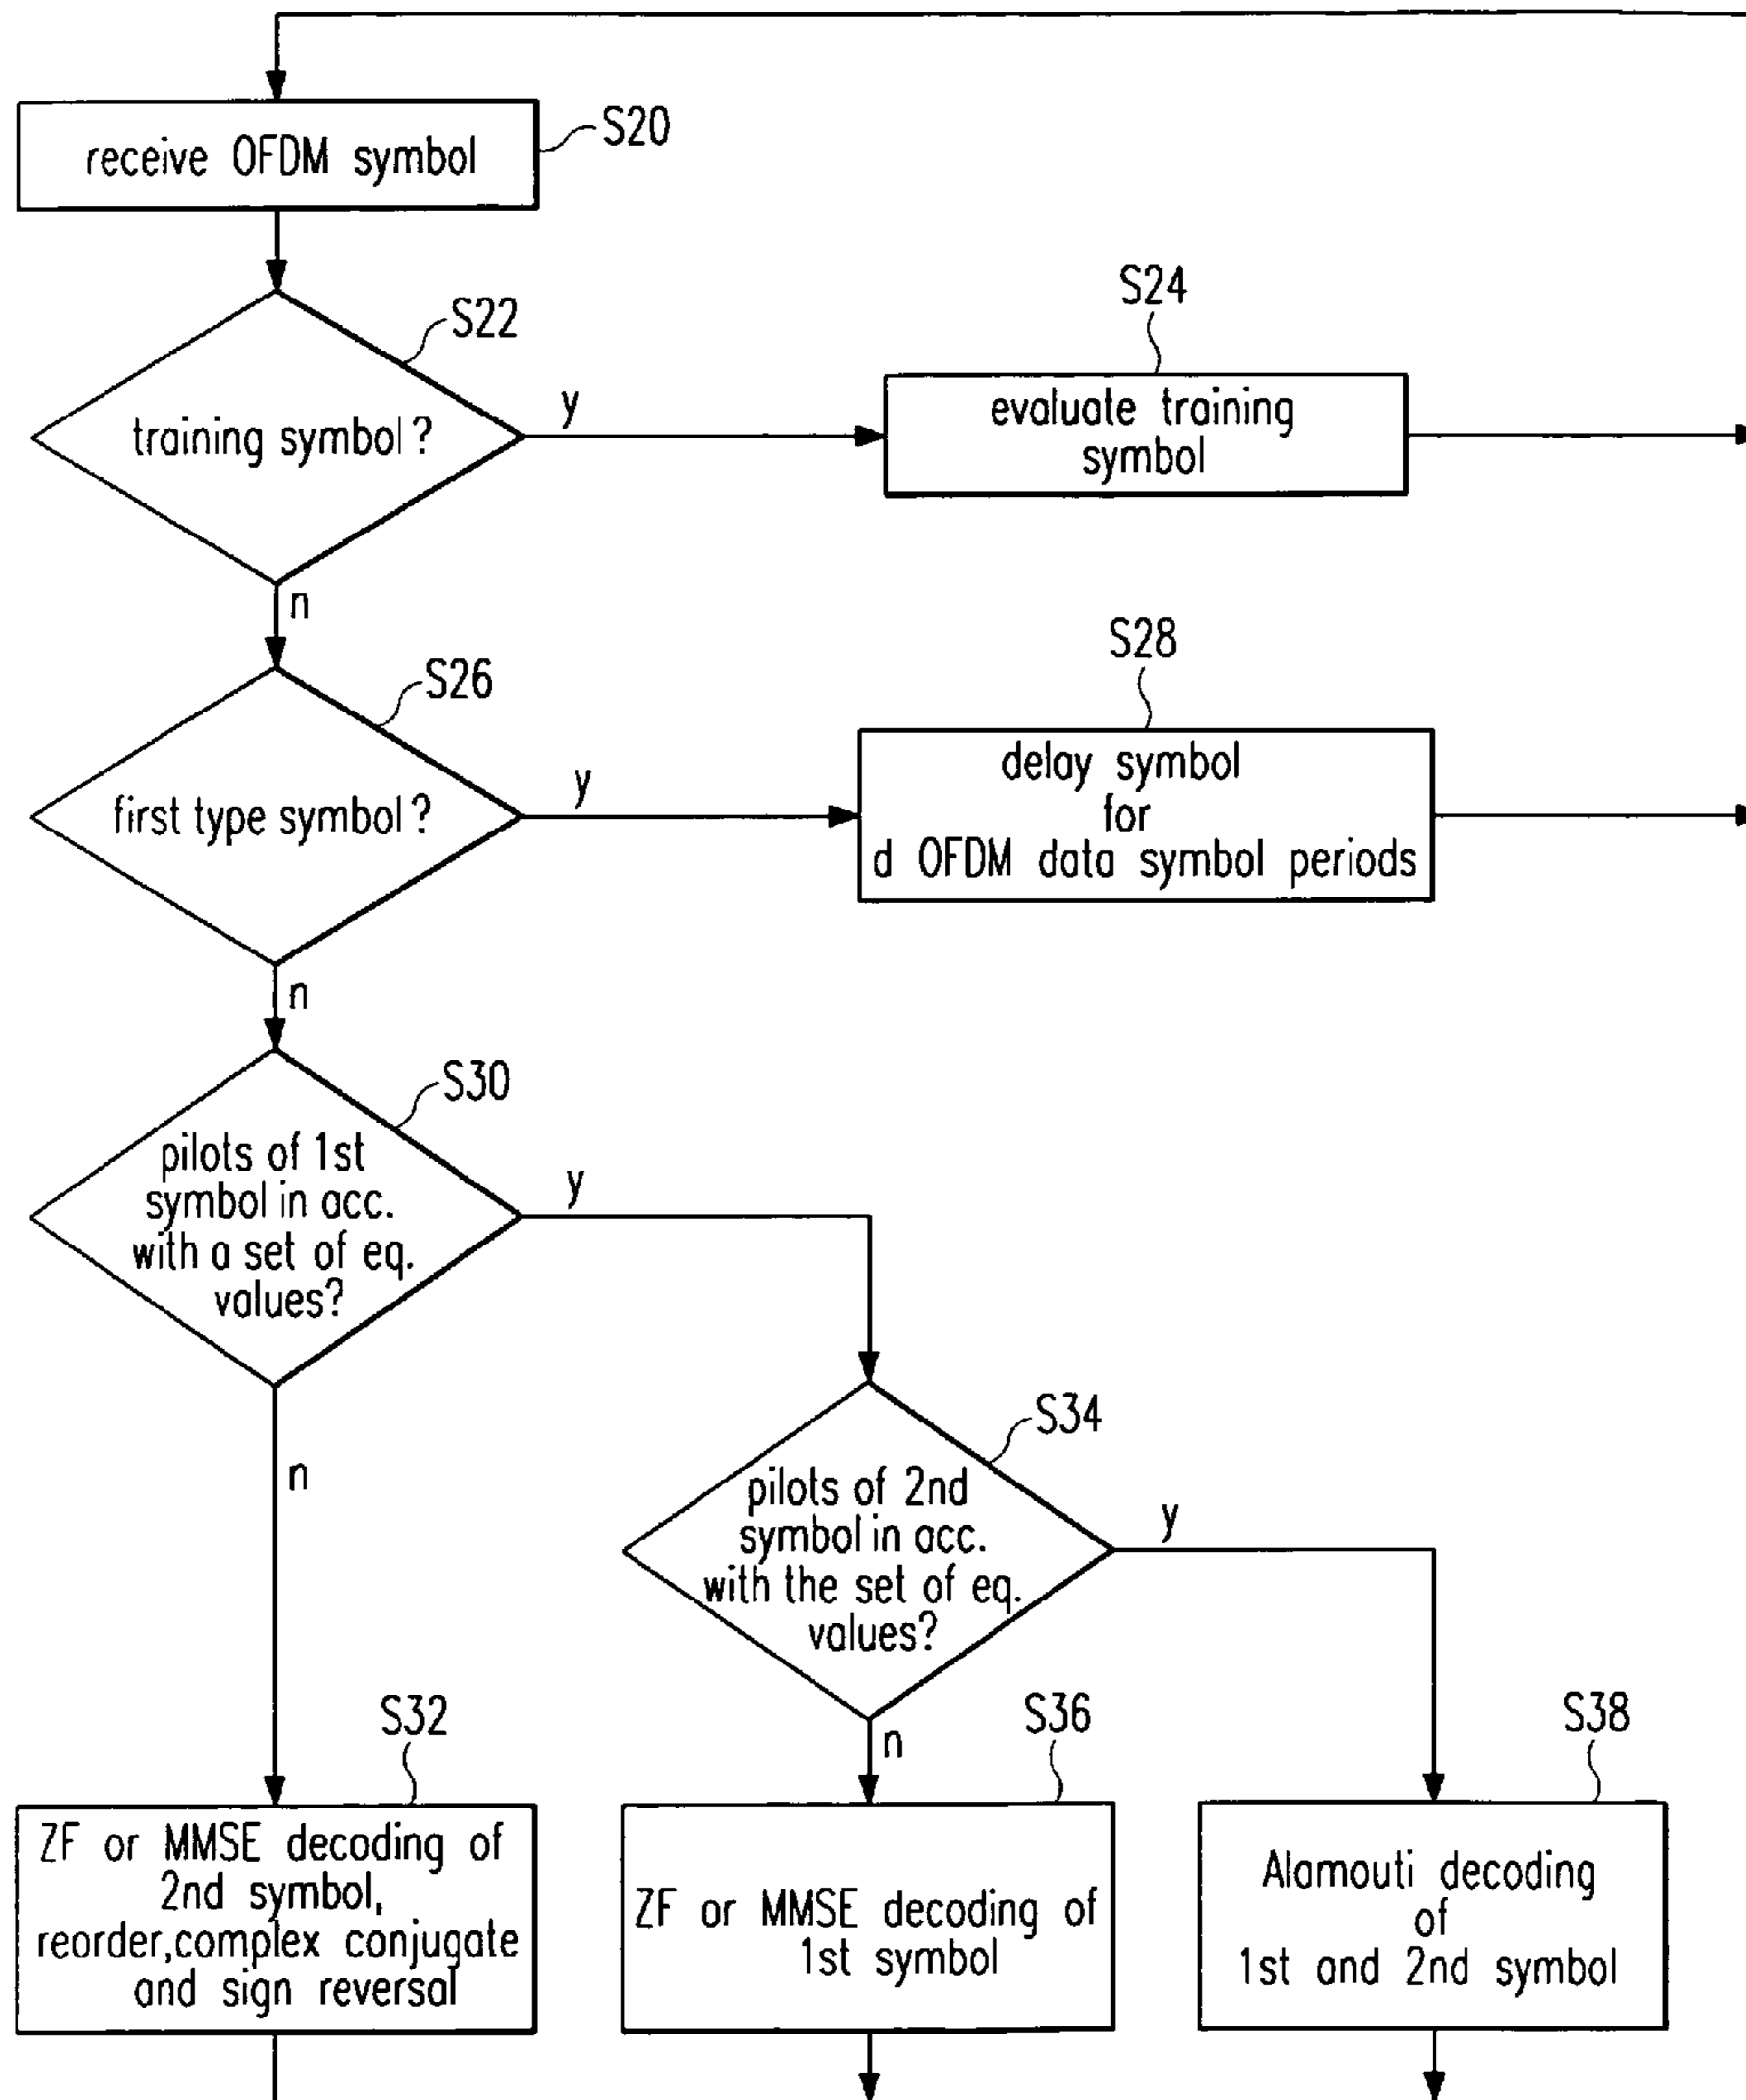 receive OFDM symbol
S20
S22
training symbol?
y
S24
evaluate training
symbol
n
S26
first type symbol?
y
S28
delay symbol
for
d OFDM data symbol periods
n
S30
pilots of 1st
symbol in acc.
with a set of eq.
values?
y
n
S34
pilots of 2nd
symbol in acc.
with the set of eq.
values?
y
n
S32
ZF or MMSE decoding of
2nd symbol,
reorder,complex conjugate
and sign reversal
S36
ZF or MMSE decoding of
1st symbol
S38
Alamouti decoding
of
1st and 2nd symbol